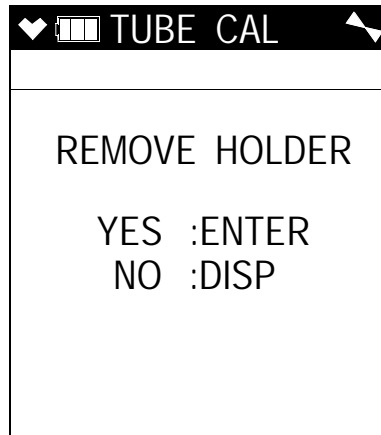 TUBE CAL
REMOVE HOLDER
YES :ENTER
NO :DISP